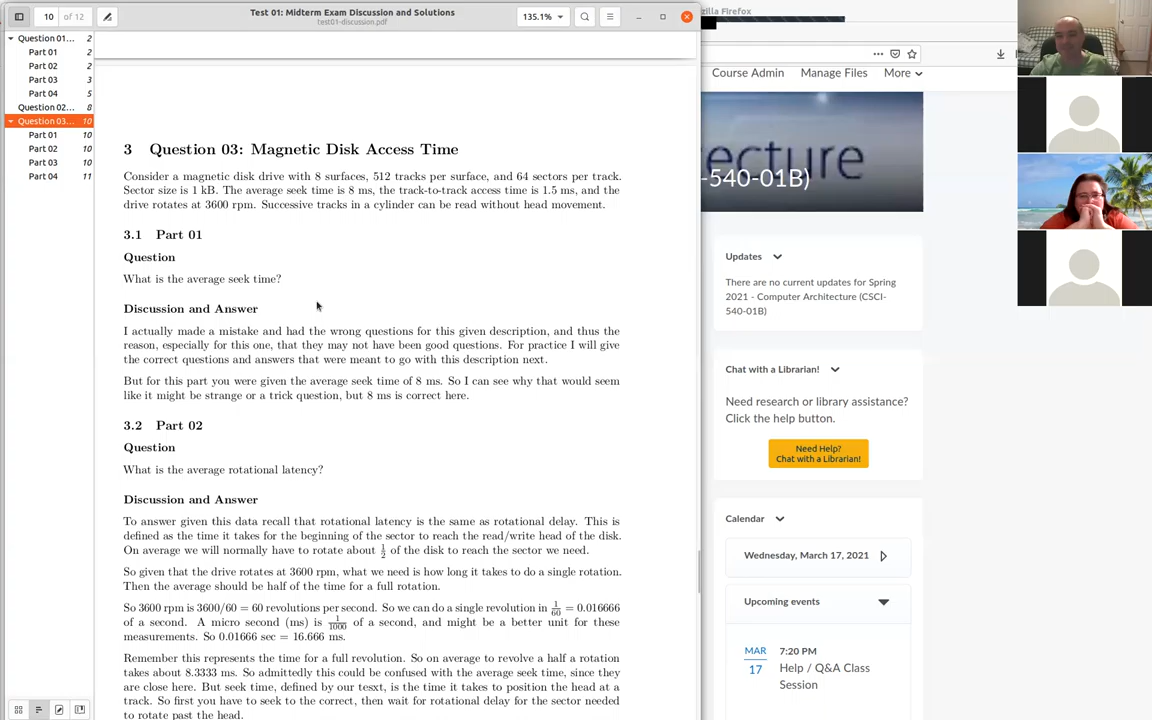 10 of 12
Test 01: Midterm Exam Discussion and Solutions
test01-discussion.pdf
135.1%
zilla Firefox
Question 01... 2
Part 01 2
Part 02 2
Part 03 3
Part 04 5
Question 02... 8
Question 03... 10
Part 01 10
Part 02 10
Part 03 10
Part 04 11
3 Question 03: Magnetic Disk Access Time
Consider a magnetic disk drive with 8 surfaces, 512 tracks per surface, and 64 sectors per track.
Sector size is 1 kB. The average seek time is 8 ms, the track-to-track access time is 1.5 ms, and the
drive rotates at 3600 rpm. Successive tracks in a cylinder can be read without head movement.
3.1 Part 01
Question
What is the average seek time?
Discussion and Answer
I actually made a mistake and had the wrong questions for this given description, and thus the
reason, especially for this one, that they may not have been good questions. For practice I will give
the correct questions and answers that were meant to go with this description next.
But for this part you were given the average seek time of 8 ms. So I can see why that would seem
like it might be strange or a trick question, but 8 ms is correct here.
3.2 Part 02
Question
What is the average rotational latency?
Discussion and Answer
To answer given this data recall that rotational latency is the same as rotational delay. This is
defined as the time it takes for the beginning of the sector to reach the read/write head of the disk.
On average we will normally have to rotate about 1/2 of the disk to reach the sector we need.
So given that the drive rotates at 3600 rpm, what we need is how long it takes to do a single rotation.
Then the average should be half of the time for a full rotation.
So 3600 rpm is 3600/60 = 60 revolutions per second. So we can do a single revolution in 1/60 = 0.016666
of a second. A micro second (ms) is 1/1000 of a second, and might be a better unit for these
measurements. So 0.01666 sec = 16.666 ms.
Remember this represents the time for a full revolution. So on average to revolve a half a rotation
takes about 8.3333 ms. So admittedly this could be confused with the average seek time, since they
are close here. But seek time, defined by our tesxt, is the time it takes to position the head at a
track. So first you have to seek to the correct, then wait for rotational delay for the sector needed
to rotate past the head.
Course Admin Manage Files More
ecture
-540-01B)
Updates
There are no current updates for Spring
2021 - Computer Architecture (CSCI-
540-01B)
Chat with a Librarian!
Need research or library assistance?
Click the help button.
Need Help?
Chat with a Librarian!
Calendar
Wednesday, March 17, 2021
Upcoming events
MAR
17
7:20 PM
Help / Q&A Class
Session